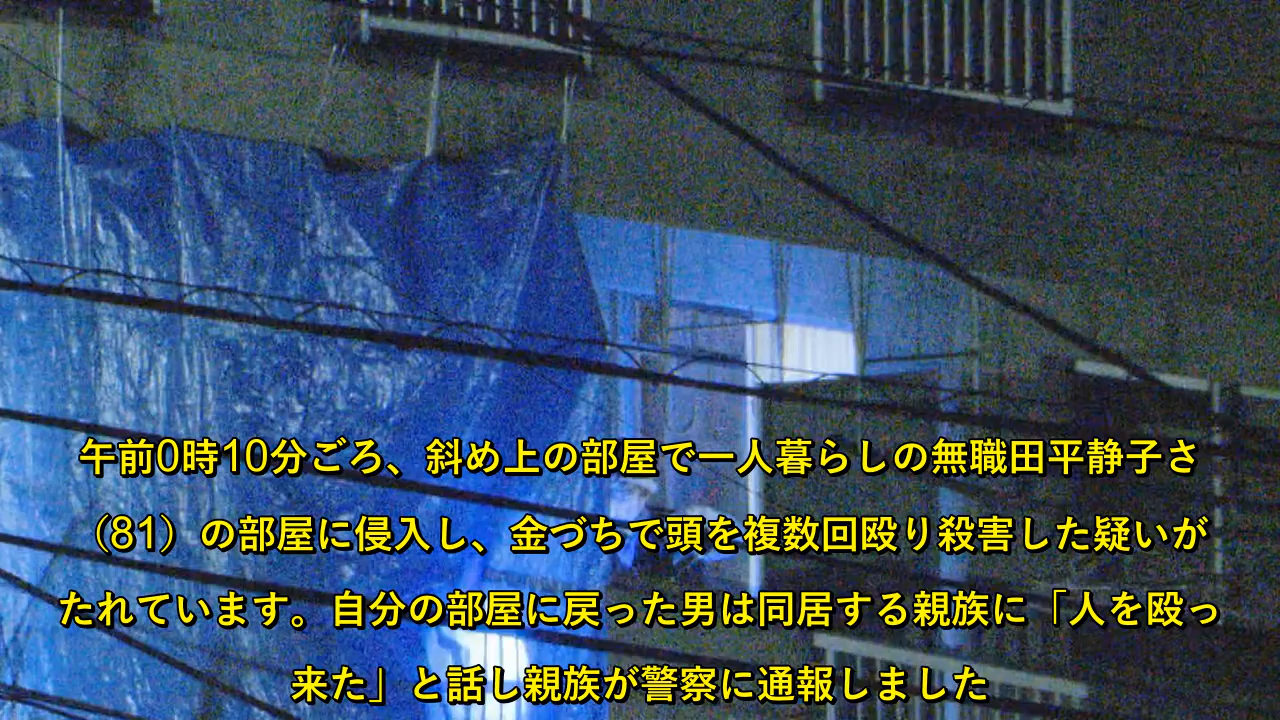 午前0時10分ごろ、斜め上の部屋で一人暮らしの無職田平静子さ
（81）の部屋に侵入し、金づちで頭を複数回殴り殺害した疑いが
たれています。自分の部屋に戻った男は同居する親族に「人を殴っ
来た」と話し親族が警察に通報しました